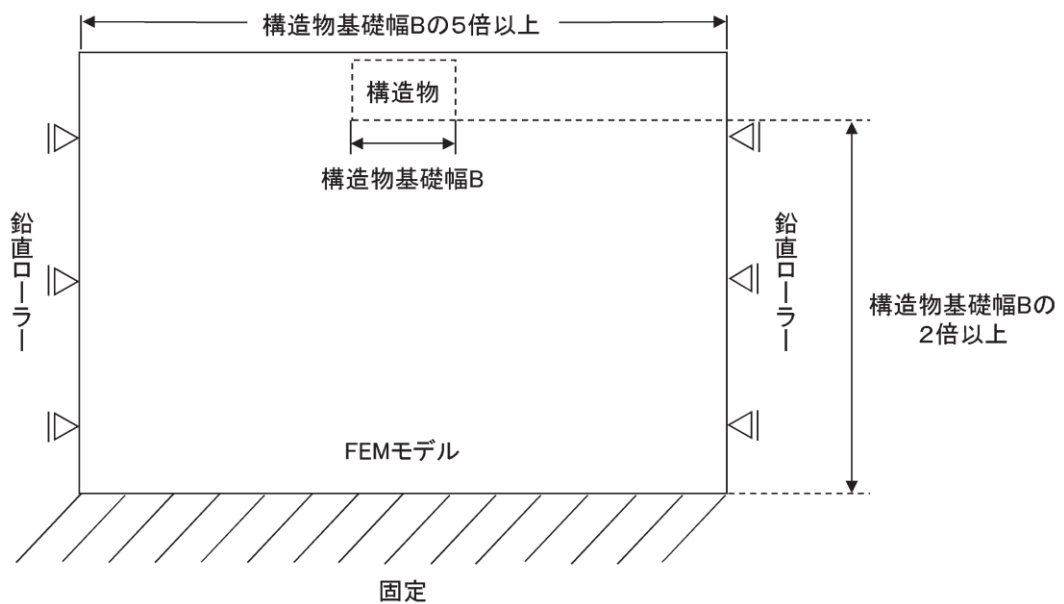 構造物基礎幅Bの5倍以上
構造物
構造物基礎幅B
鉛直ローラー
鉛直ローラー
構造物基礎幅Bの
2倍以上
FEMモデル
固定